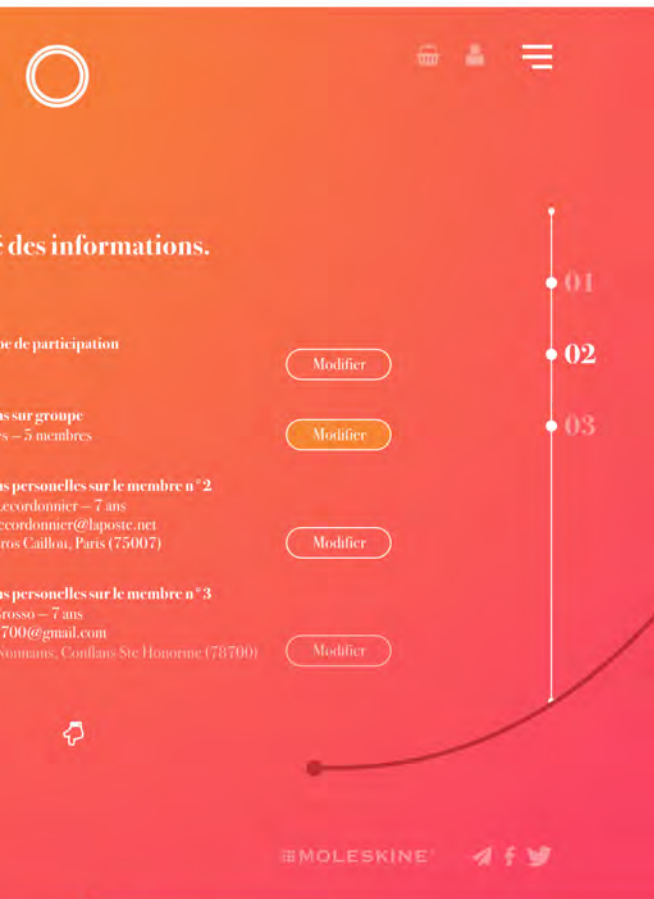 é des informations.
01
pe de participation
Modifier
02
ns sur groupe
s – 5 membres
Modifier
03
ns personelles sur le membre n°2
Lecordonnier – 7 ans
ecordonnier@laposte.net
ros Caillou, Paris (75007)
Modifier
ns personelles sur le membre n°3
Grosso – 7 ans
700@gmail.com
Conflans Ste Honorine (78700)
Modifier
MOLESKINE